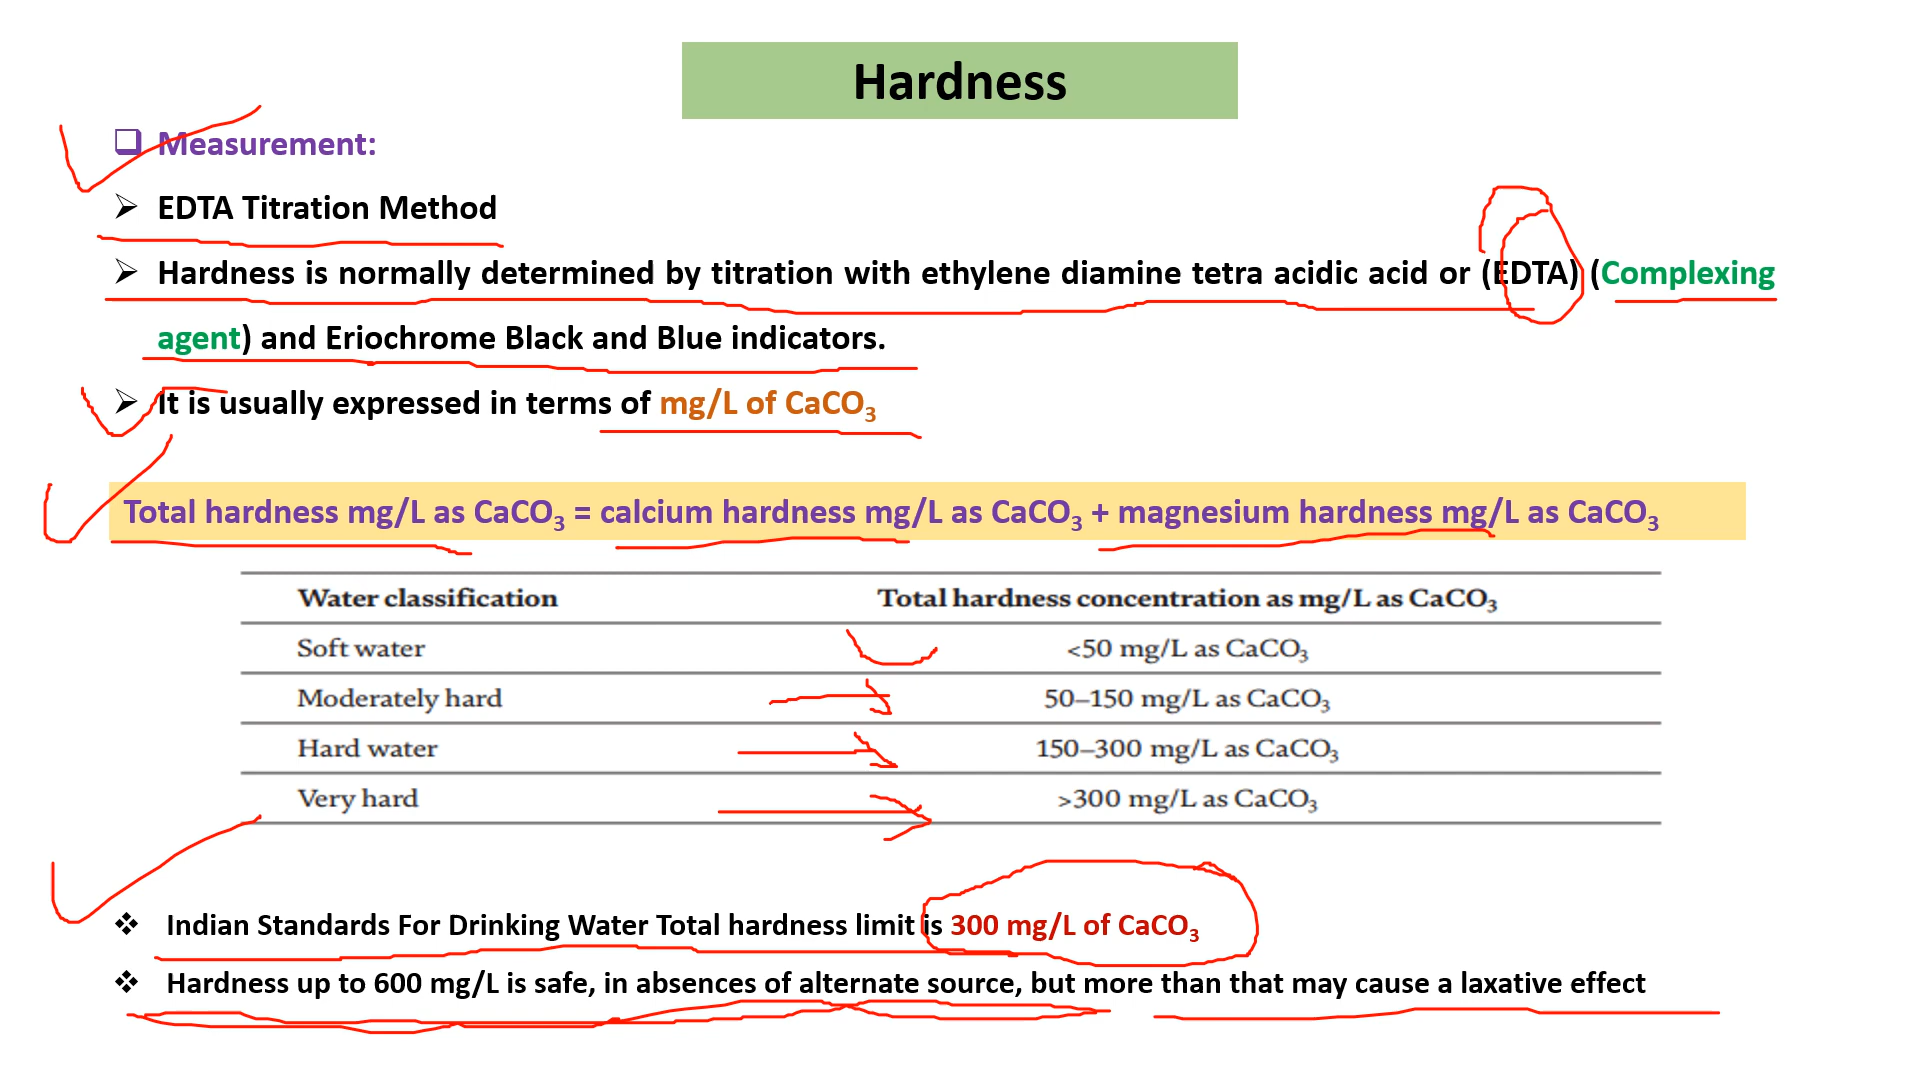 Hardness
Measurement:
EDTA Titration Method
Hardness is normally determined by titration with ethylene diamine tetra acidic acid or (EDTA) (Complexing
agent) and Eriochrome Black and Blue indicators.
It is usually expressed in terms of mg/L of CaCO₃
Total hardness mg/L as CaCO₃ = calcium hardness mg/L as CaCO₃ + magnesium hardness mg/L as CaCO₃
Water classification Total hardness concentration as mg/L as CaCO₃
Soft water <50 mg/L as CaCO₃
Moderately hard 50–150 mg/L as CaCO₃
Hard water 150–300 mg/L as CaCO₃
Very hard >300 mg/L as CaCO₃
Indian Standards For Drinking Water Total hardness limit is 300 mg/L of CaCO₃
Hardness up to 600 mg/L is safe, in absences of alternate source, but more than that may cause a laxative effect